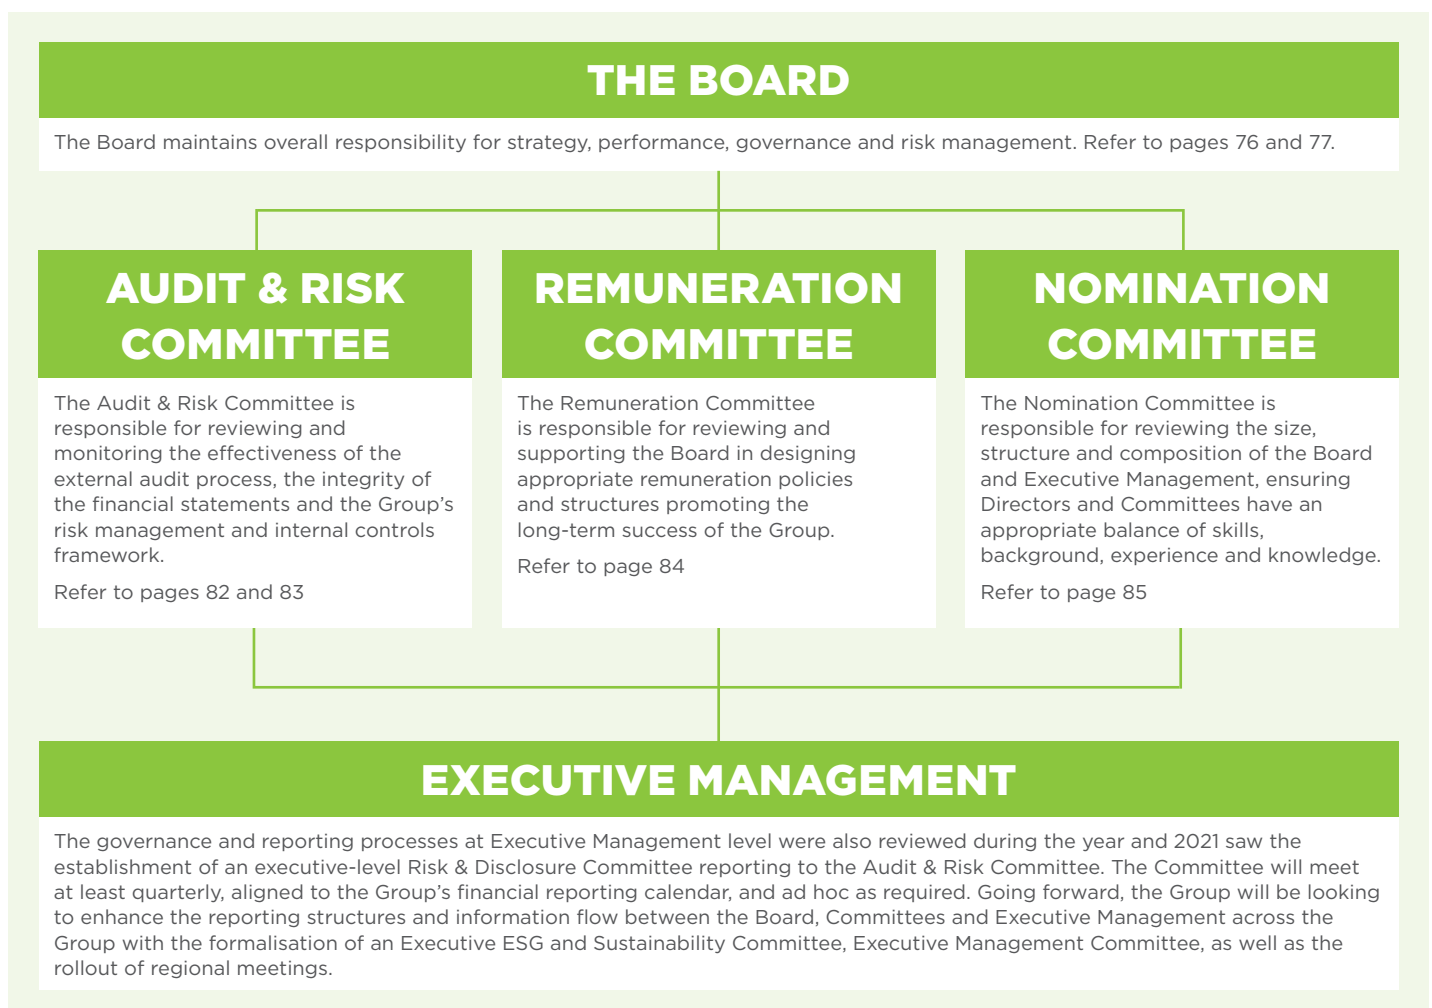 THE BOARD
The Board maintains overall responsibility for strategy, performance, governance and risk management. Refer to pages 76 and 77.
AUDIT & RISK
COMMITTEE
The Audit & Risk Committee is
responsible for reviewing and
monitoring the effectiveness of the
external audit process, the integrity of
the financial statements and the Group's
risk management and internal controls
framework.
Refer to pages 82 and 83
REMUNERATION
COMMITTEE
The Remuneration Committee
is responsible for reviewing and
supporting the Board in designing
appropriate remuneration policies
and structures promoting the
long-term success of the Group.
Refer to page 84
NOMINATION
COMMITTEE
The Nomination Committee is
responsible for reviewing the size,
structure and composition of the Board
and Executive Management, ensuring
Directors and Committees have an
appropriate balance of skills,
background, experience and knowledge.
Refer to page 85
EXECUTIVE MANAGEMENT
The governance and reporting processes at Executive Management level were also reviewed during the year and 2021 saw the
establishment of an executive-level Risk & Disclosure Committee reporting to the Audit & Risk Committee. The Committee will meet
at least quarterly, aligned to the Group's financial reporting calendar, and ad hoc as required. Going forward, the Group will be looking
to enhance the reporting structures and information flow between the Board, Committees and Executive Management across the
Group with the formalisation of an Executive ESG and Sustainability Committee, Executive Management Committee, as well as the
rollout of regional meetings.